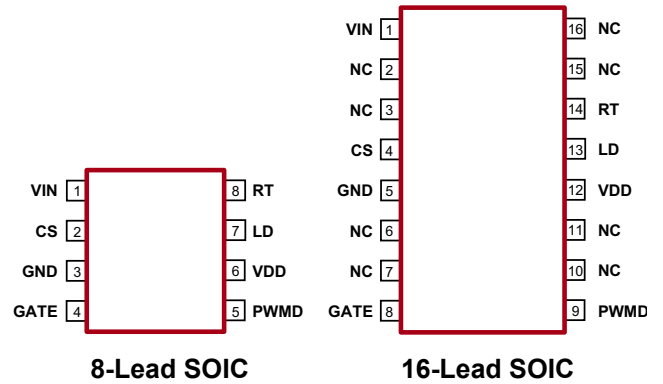 VIN 1
CS 2
GND 3
GATE 4
8 RT
7 LD
6 VDD
5 PWMD
8-Lead SOIC
VIN 1
NC 2
NC 3
CS 4
GND 5
NC 6
NC 7
GATE 8
16 NC
15 NC
14 RT
13 LD
12 VDD
11 NC
10 NC
9 PWMD
16-Lead SOIC